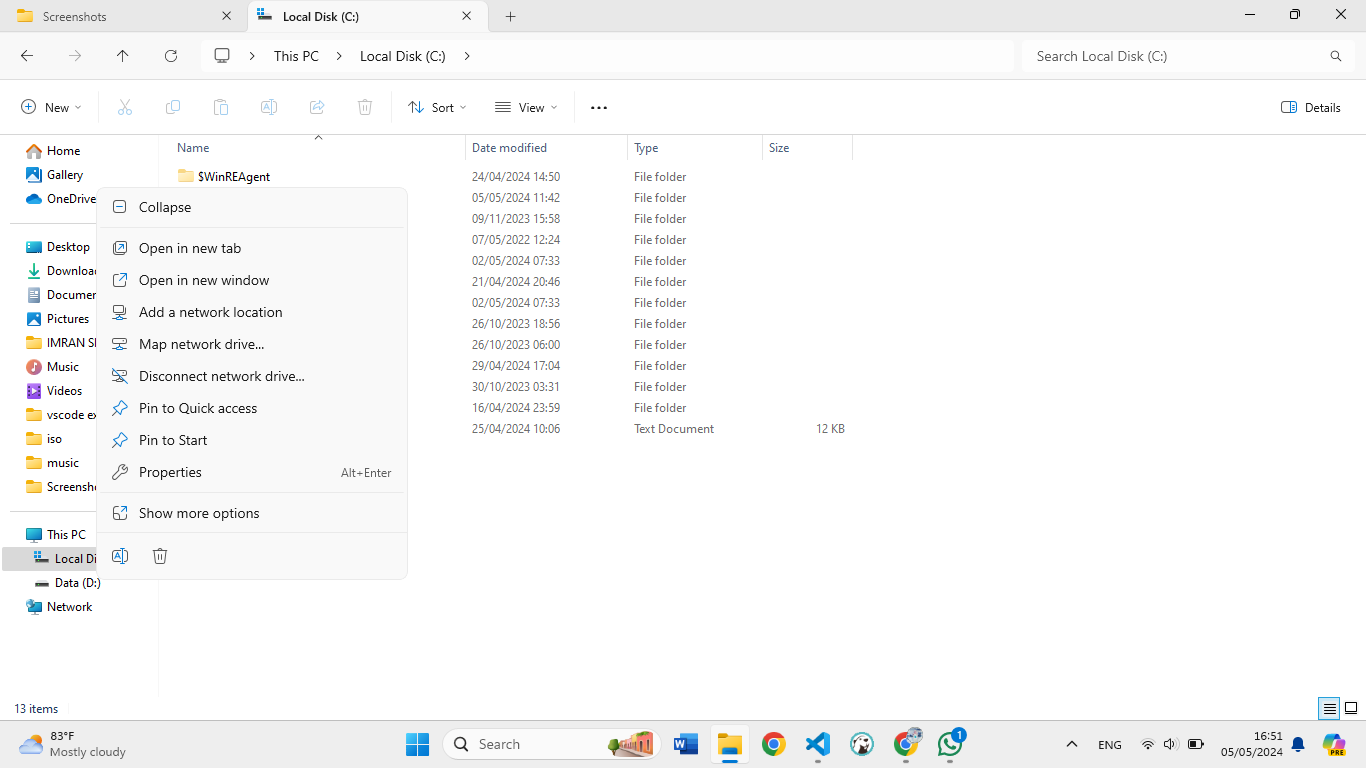 Screenshots
Local Disk (C:)
This PC
Local Disk (C:)
Search Local Disk (C:)
New
Sort
View
Details
Name
Date modified
Type
Size
Home
Gallery
OneDrive
Desktop
Downloa
Documen
Pictures
IMRAN S
Music
Videos
vscode ex
iso
music
Screensh
This PC
Local Di
Data (D:)
Network
$WinREAgent 24/04/2024 14:50 File folder
05/05/2024 11:42 File folder
09/11/2023 15:58 File folder
07/05/2022 12:24 File folder
02/05/2024 07:33 File folder
21/04/2024 20:46 File folder
02/05/2024 07:33 File folder
26/10/2023 18:56 File folder
26/10/2023 06:00 File folder
29/04/2024 17:04 File folder
30/10/2023 03:31 File folder
16/04/2024 23:59 File folder
25/04/2024 10:06 Text Document 12 KB
Collapse
Open in new tab
Open in new window
Add a network location
Map network drive...
Disconnect network drive...
Pin to Quick access
Pin to Start
Properties Alt+Enter
Show more options
13 items
83°F
Mostly cloudy
Search
1
ENG
16:51
05/05/2024
PRE